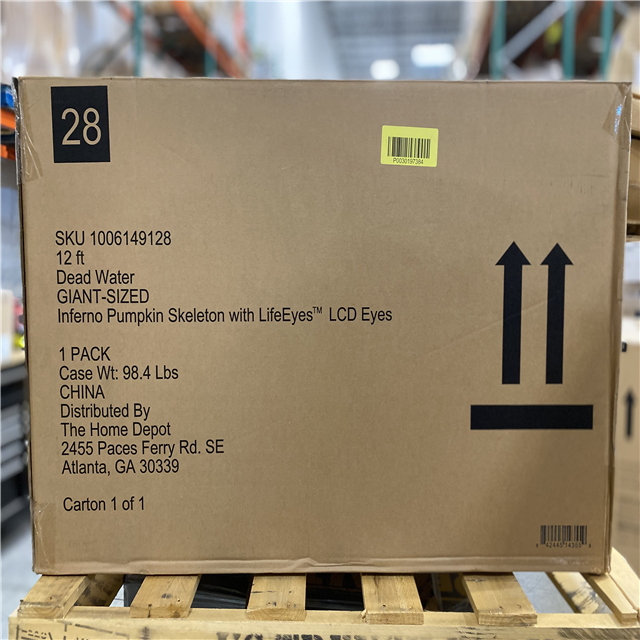 28
P0030197384
SKU 1006149128
12 ft
Dead Water
GIANT-SIZED
Inferno Pumpkin Skeleton with LifeEyes™ LCD Eyes
1 PACK
Case Wt: 98.4 Lbs
CHINA
Distributed By
The Home Depot
2455 Paces Ferry Rd. SE
Atlanta, GA 30339
Carton 1 of 1